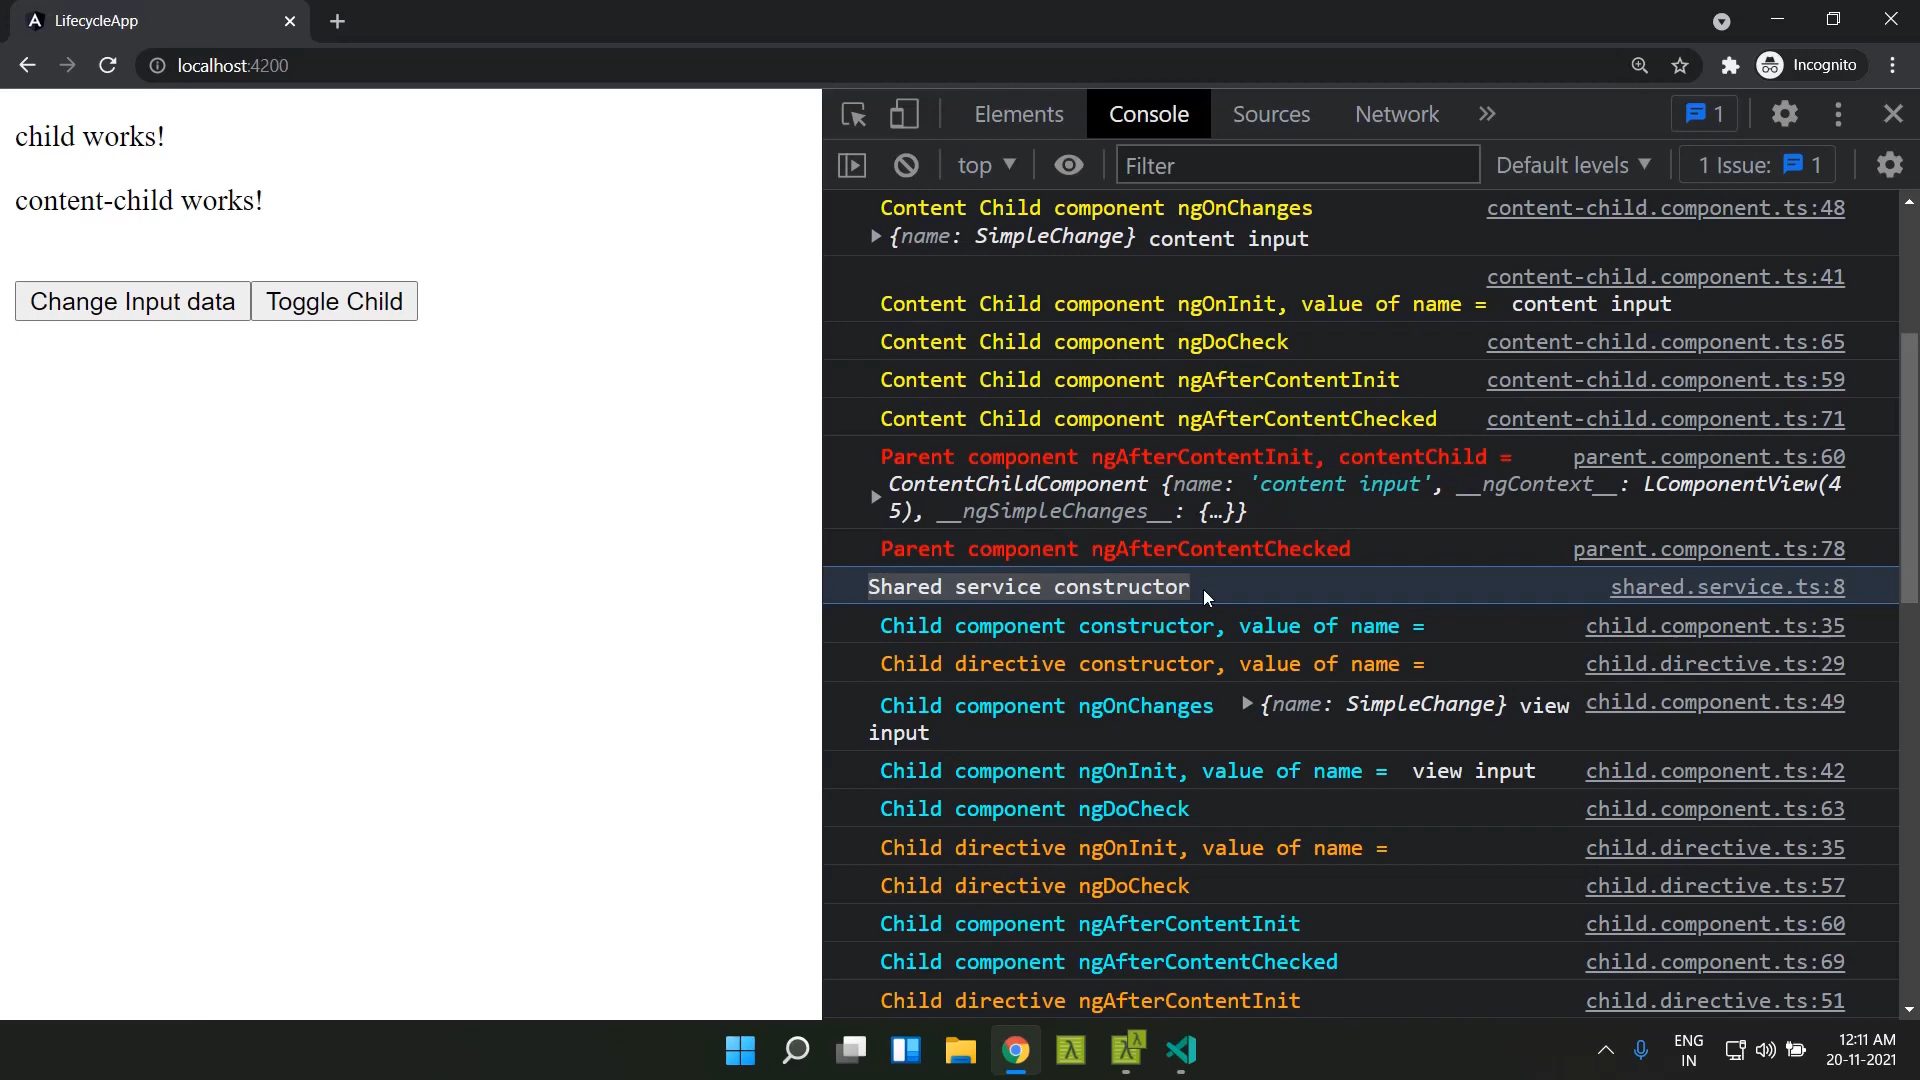 LifecycleApp
localhost:4200
Incognito
child works!
content-child works!
Change Input data
Toggle Child
Elements
Console
Sources
Network
1
top
Filter
Default levels
1 Issue: 1
Content Child component ngOnChanges content-child.component.ts:48
{name: SimpleChange} content input
content-child.component.ts:41
Content Child component ngOnInit, value of name = content input
Content Child component ngDoCheck content-child.component.ts:65
Content Child component ngAfterContentInit content-child.component.ts:59
Content Child component ngAfterContentChecked content-child.component.ts:71
Parent component ngAfterContentInit, contentChild = parent.component.ts:60
ContentChildComponent {name: 'content input', __ngContext__: LComponentView(4
5), __ngSimpleChanges__: {…}}
Parent component ngAfterContentChecked parent.component.ts:78
Shared service constructor shared.service.ts:8
Child component constructor, value of name = child.component.ts:35
Child directive constructor, value of name = child.directive.ts:29
Child component ngOnChanges {name: SimpleChange} view child.component.ts:49
input
Child component ngOnInit, value of name = view input child.component.ts:42
Child component ngDoCheck child.component.ts:63
Child directive ngOnInit, value of name = child.directive.ts:35
Child directive ngDoCheck child.directive.ts:57
Child component ngAfterContentInit child.component.ts:60
Child component ngAfterContentChecked child.component.ts:69
Child directive ngAfterContentInit child.directive.ts:51
ENG
IN
12:11 AM
20-11-2021